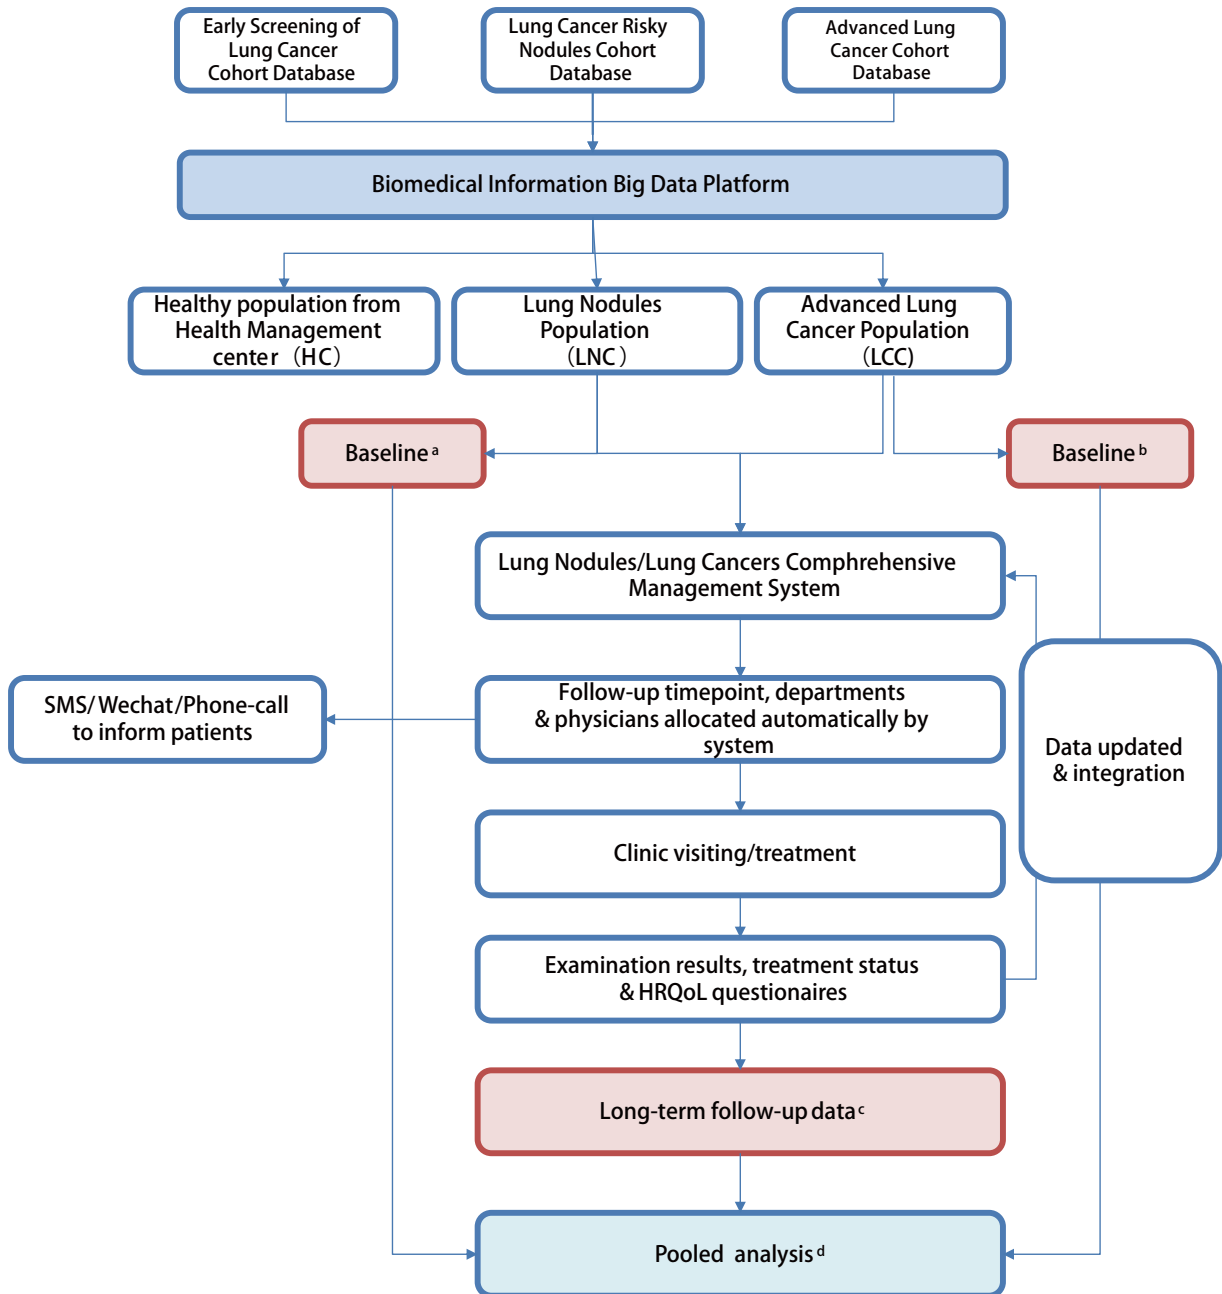 Early Screening of
Lung Cancer
Cohort Database
Lung Cancer Risky
Nodules Cohort
Database
Advanced Lung
Cancer Cohort
Database
Biomedical Information Big Data Platform
Healthy population from
Health Management
center（HC）
Lung Nodules
Population
（LNC）
Advanced Lung
Cancer Population
（LCC)
Baseline a
Baseline b
Lung Nodules/Lung Cancers Comphrehensive
Management System
SMS/ Wechat/Phone-call
to inform patients
Follow-up timepoint, departments
& physicians allocated automatically by
system
Data updated
& integration
Clinic visiting/treatment
Examination results, treatment status
& HRQoL questionaires
Long-term follow-up data c
Pooled analysis d